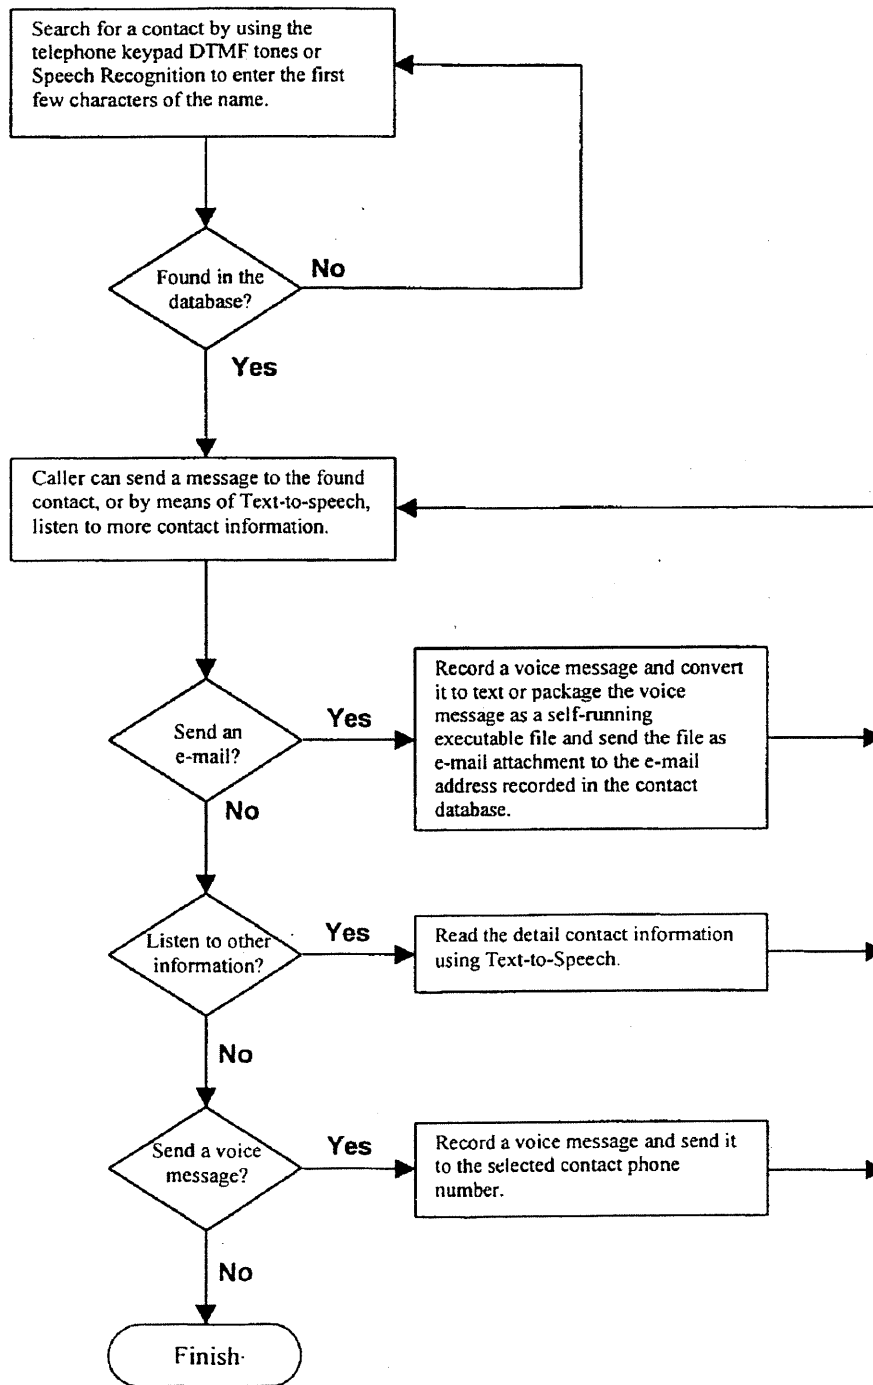 Search for a contact by using the
telephone keypad DTMF tones or
Speech Recognition to enter the first
few characters of the name.
No
Found in the
database?
Yes
Caller can send a message to the found
contact, or by means of Text-to-speech,
listen to more contact information.
Send an
e-mail?
Yes
Record a voice message and convert
it to text or package the voice
message as a self-running
executable file and send the file as
e-mail attachment to the e-mail
address recorded in the contact
database.
No
Listen to other
information?
Yes
Read the detail contact information
using Text-to-Speech.
No
Send a voice
message?
Yes
Record a voice message and send it
to the selected contact phone
number.
No
Finish